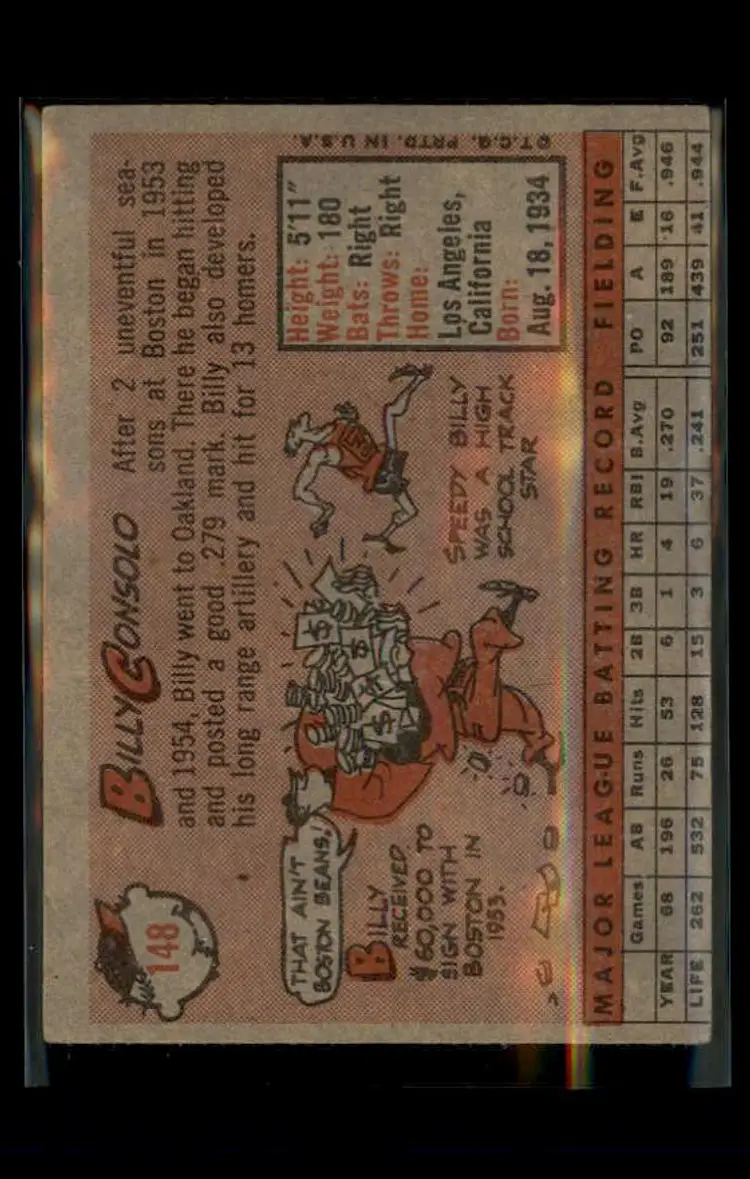 148
BILLY CONSOLO After 2 uneventful sea-
sons at Boston in 1953
and 1954, Billy went to Oakland. There he began hitting
and posted a good .279 mark. Billy also developed
his long range artillery and hit for 13 homers.
THAT AIN'T
BOSTON BEANS!
BILLY
RECEIVED
$60,000 TO
SIGN WITH
BOSTON IN
1953.
$
$
$
SPEEDY BILLY
WAS A HIGH
SCHOOL TRACK
STAR
Height: 5'11"
Weight: 180
Bats: Right
Throws: Right
Home:
Los Angeles,
California
Born:
Aug. 18, 1934
©T.C.G. PRTD. IN U.S.A.
MAJOR LEAGUE BATTING RECORD FIELDING
Games AB Runs Hits 2B 3B HR RBI B.Avg PO A E F.Avg
YEAR 68 196 26 53 6 1 4 19 .270 92 189 16 .946
LIFE 262 532 75 128 15 3 6 37 .241 251 439 41 .944